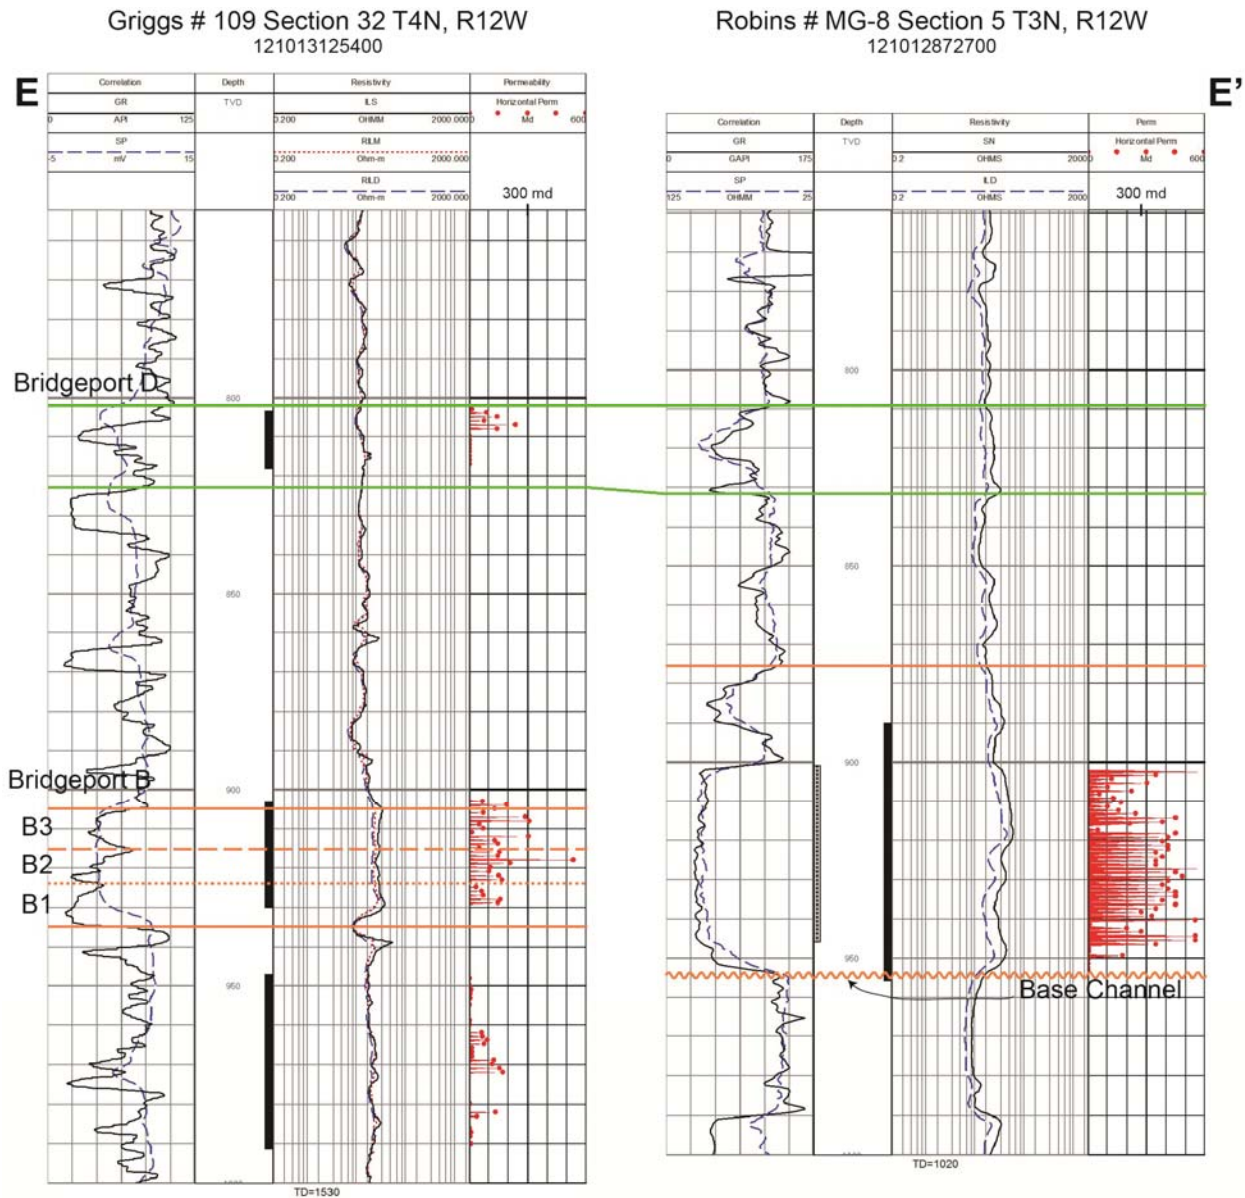 Griggs # 109 Section 32 T4N, R12W
121013125400
Robins # MG-8 Section 5 T3N, R12W
121012872700
E
E’
Correlation Depth Resistivity Permeability
GR TVD ILS Horizontal Perm
0 API 125 0.200 OHMM 2000.000 0 Md 600
SP RILM
-5 mV 15 0.200 Ohm-m 2000.000
RILD
0.200 Ohm-m 2000.000
300 md
Correlation Depth Resistivity Perm
GR TVD SN Horizontal Perm
0 GAPI 175 0.2 OHMS 2000 0 Md 600
SP ILD
125 OHMM 25 0.2 OHMS 2000
300 md
Bridgeport D
800
850
Bridgeport B
900
B3
B2
B1
950
TD=1530
800
850
900
950
Base Channel
TD=1020